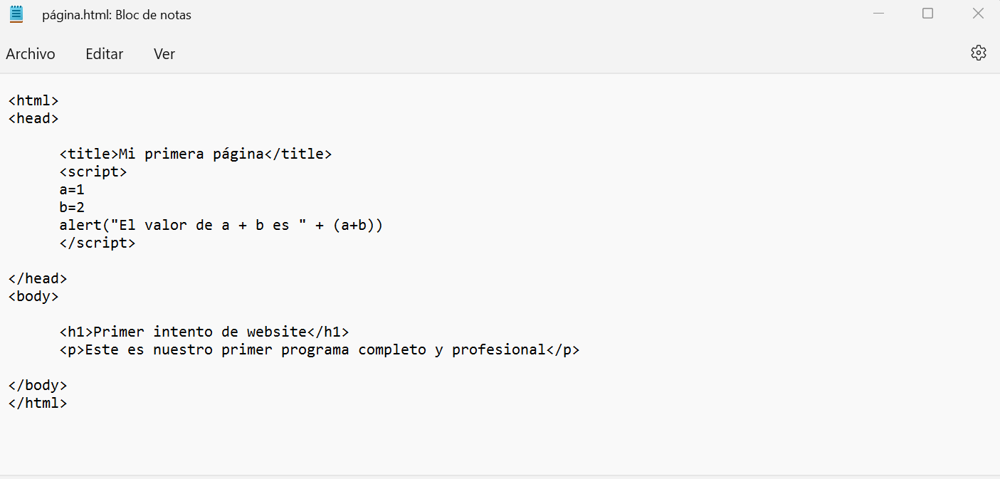 página.html: Bloc de notas
Archivo Editar Ver
<html>
<head>
<title>Mi primera página</title>
<script>
a=1
b=2
alert("El valor de a + b es " + (a+b))
</script>
</head>
<body>
<h1>Primer intento de website</h1>
<p>Este es nuestro primer programa completo y profesional</p>
</body>
</html>